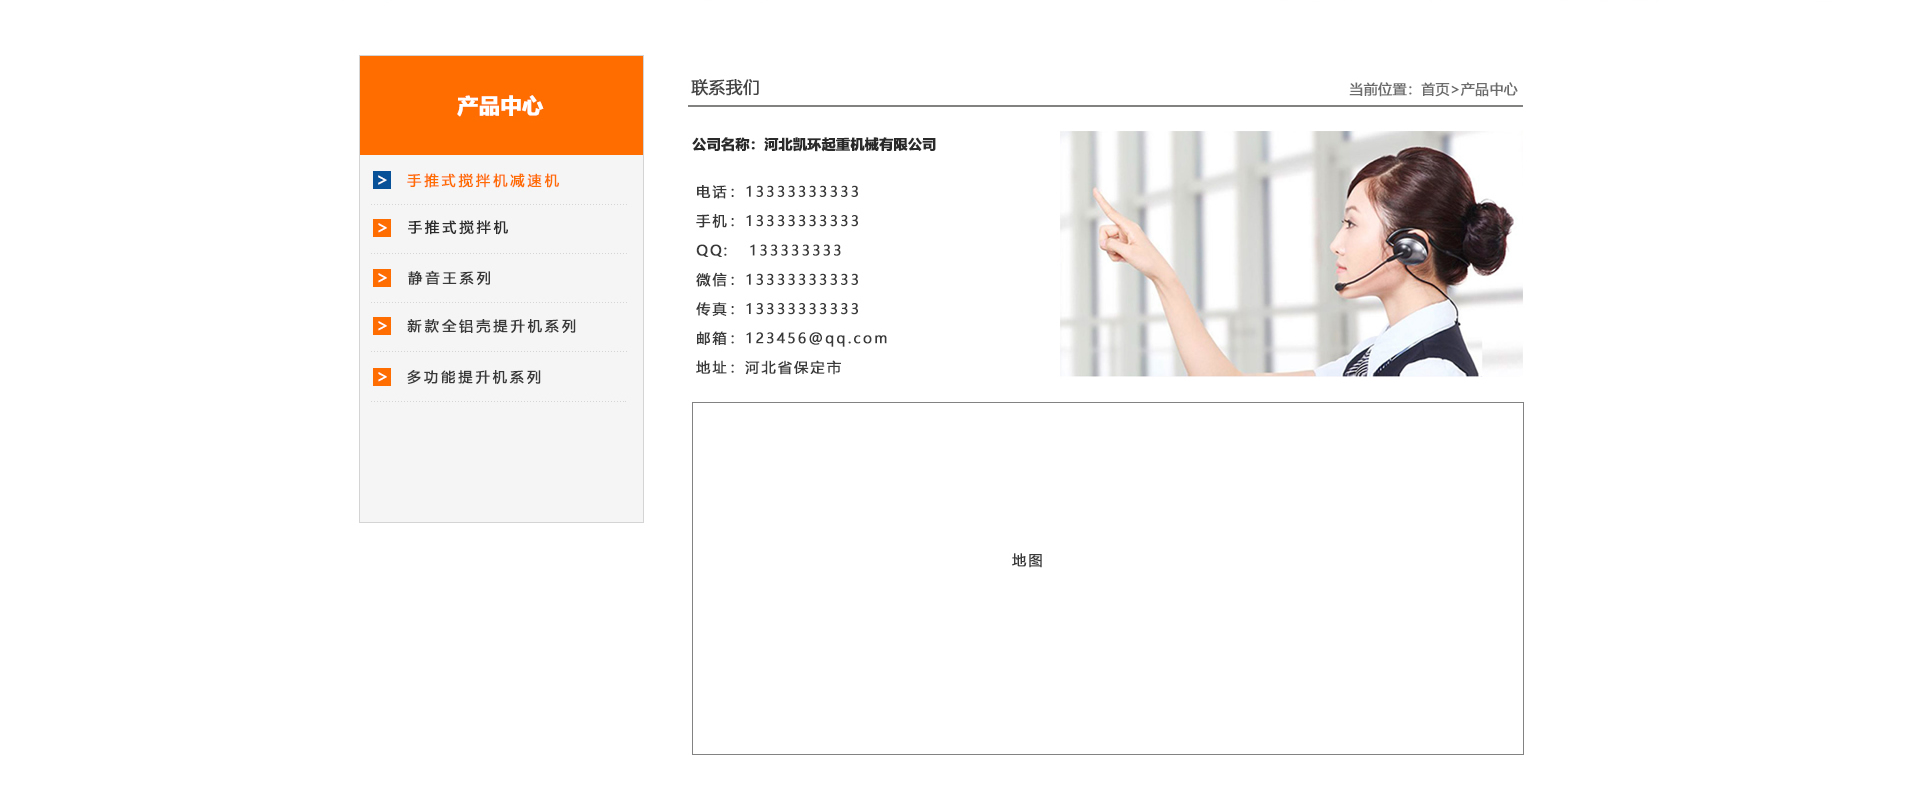 产品中心
手推式搅拌机减速机
手推式搅拌机
静音王系列
新款全铝壳提升机系列
多功能提升机系列
联系我们
当前位置：首页>产品中心
公司名称：河北凯环起重机械有限公司
电话：13333333333
手机：13333333333
QQ: 133333333
微信：13333333333
传真：13333333333
邮箱：123456@qq.com
地址：河北省保定市
地图